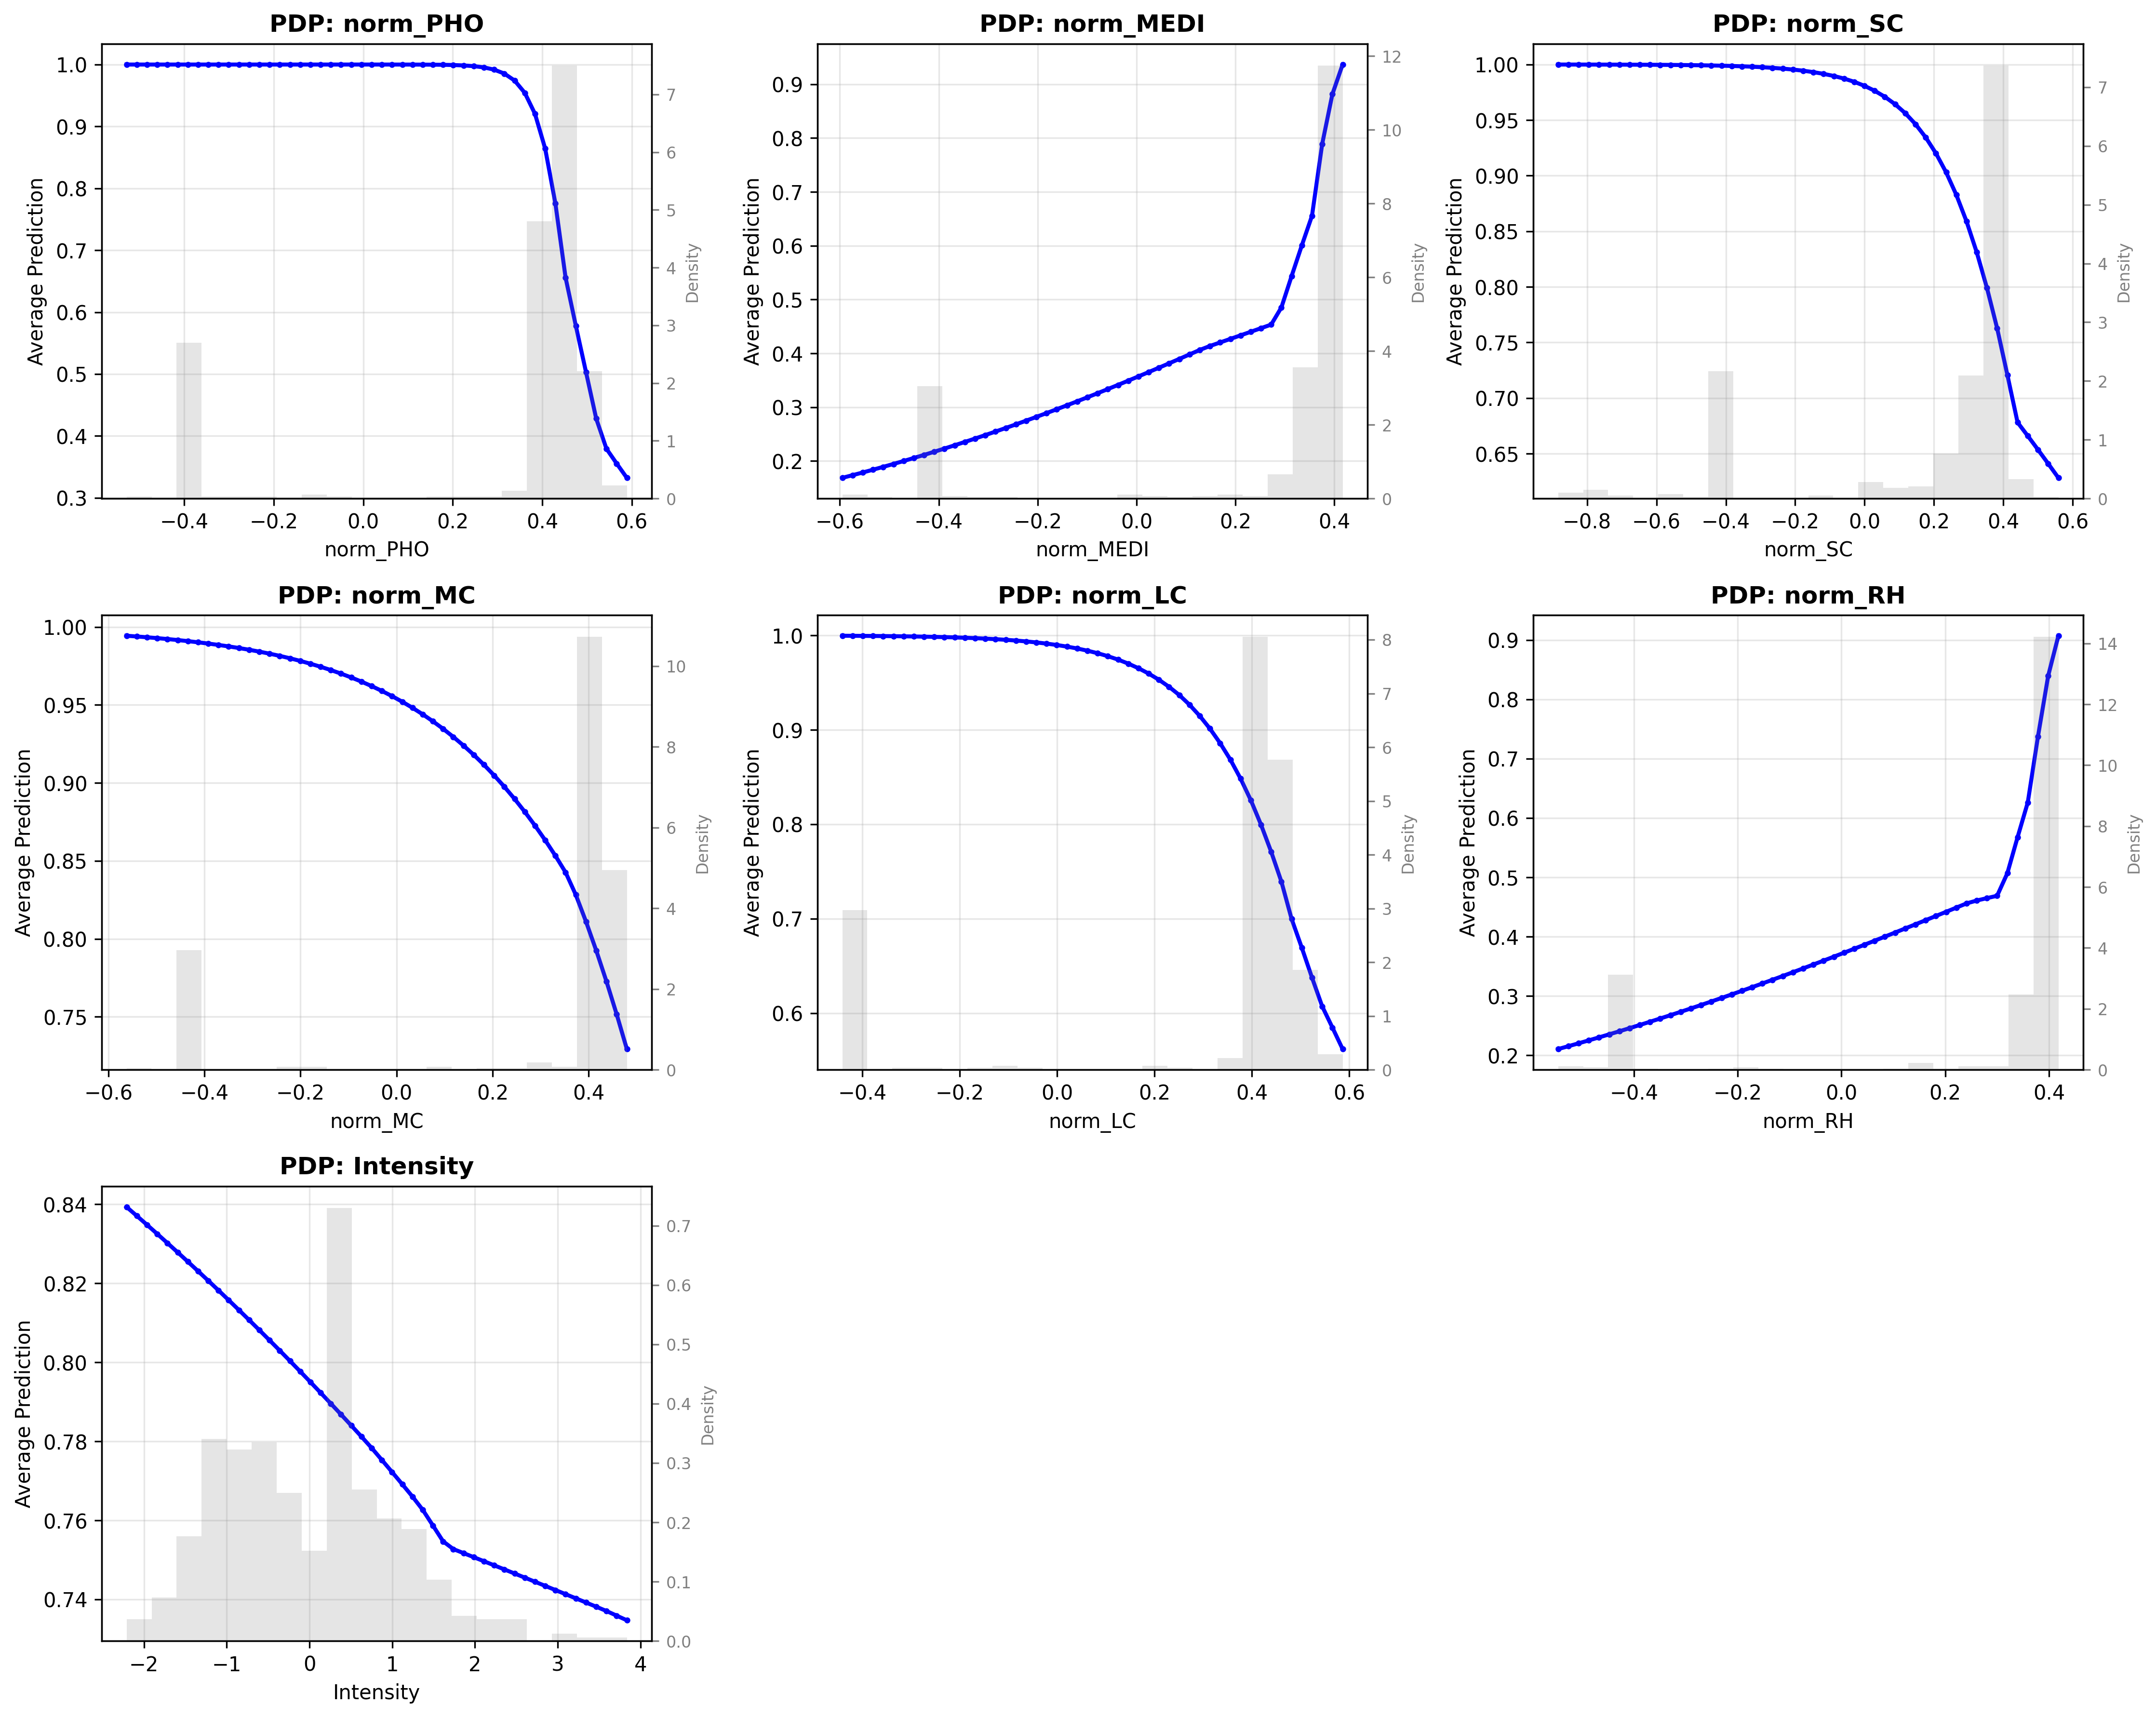 PDP: norm_PHO
Average Prediction
1.0
0.9
0.8
0.7
0.6
0.5
0.4
0.3
7
6
5
4
3
2
1
0
Density
−0.4 −0.2 0.0 0.2 0.4 0.6
norm_PHO
PDP: norm_MEDI
Average Prediction
0.9
0.8
0.7
0.6
0.5
0.4
0.3
0.2
12
10
8
6
4
2
0
Density
−0.6 −0.4 −0.2 0.0 0.2 0.4
norm_MEDI
PDP: norm_SC
Average Prediction
1.00
0.95
0.90
0.85
0.80
0.75
0.70
0.65
7
6
5
4
3
2
1
0
Density
−0.8 −0.6 −0.4 −0.2 0.0 0.2 0.4 0.6
norm_SC
PDP: norm_MC
Average Prediction
1.00
0.95
0.90
0.85
0.80
0.75
10
8
6
4
2
0
Density
−0.6 −0.4 −0.2 0.0 0.2 0.4
norm_MC
PDP: norm_LC
Average Prediction
1.0
0.9
0.8
0.7
0.6
8
7
6
5
4
3
2
1
0
Density
−0.4 −0.2 0.0 0.2 0.4 0.6
norm_LC
PDP: norm_RH
Average Prediction
0.9
0.8
0.7
0.6
0.5
0.4
0.3
0.2
14
12
10
8
6
4
2
0
Density
−0.4 −0.2 0.0 0.2 0.4
norm_RH
PDP: Intensity
Average Prediction
0.84
0.82
0.80
0.78
0.76
0.74
0.7
0.6
0.5
0.4
0.3
0.2
0.1
0.0
Density
−2 −1 0 1 2 3 4
Intensity